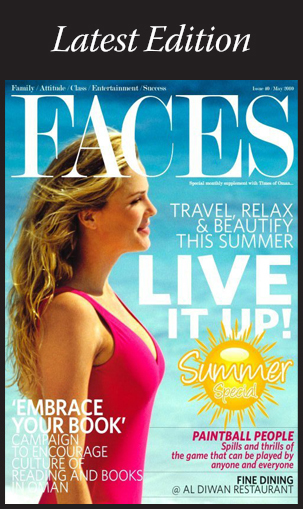 Latest Edition
Family / Attitude / Class / Entertainment / Success
Issue 40 / May 2009
FACES
Special monthly supplement with Times of Oman...
TRAVEL, RELAX
& BEAUTIFY
THIS SUMMER
LIVE
IT UP!
Summer
Special
'EMBRACE
YOUR BOOK'
CAMPAIGN
TO ENCOURAGE
CULTURE OF
READING AND BOOKS
IN OMAN
PAINTBALL PEOPLE
Spills and thrills of
the game that can be played by
anyone and everyone
FINE DINING
@ AL DIWAN RESTAURANT